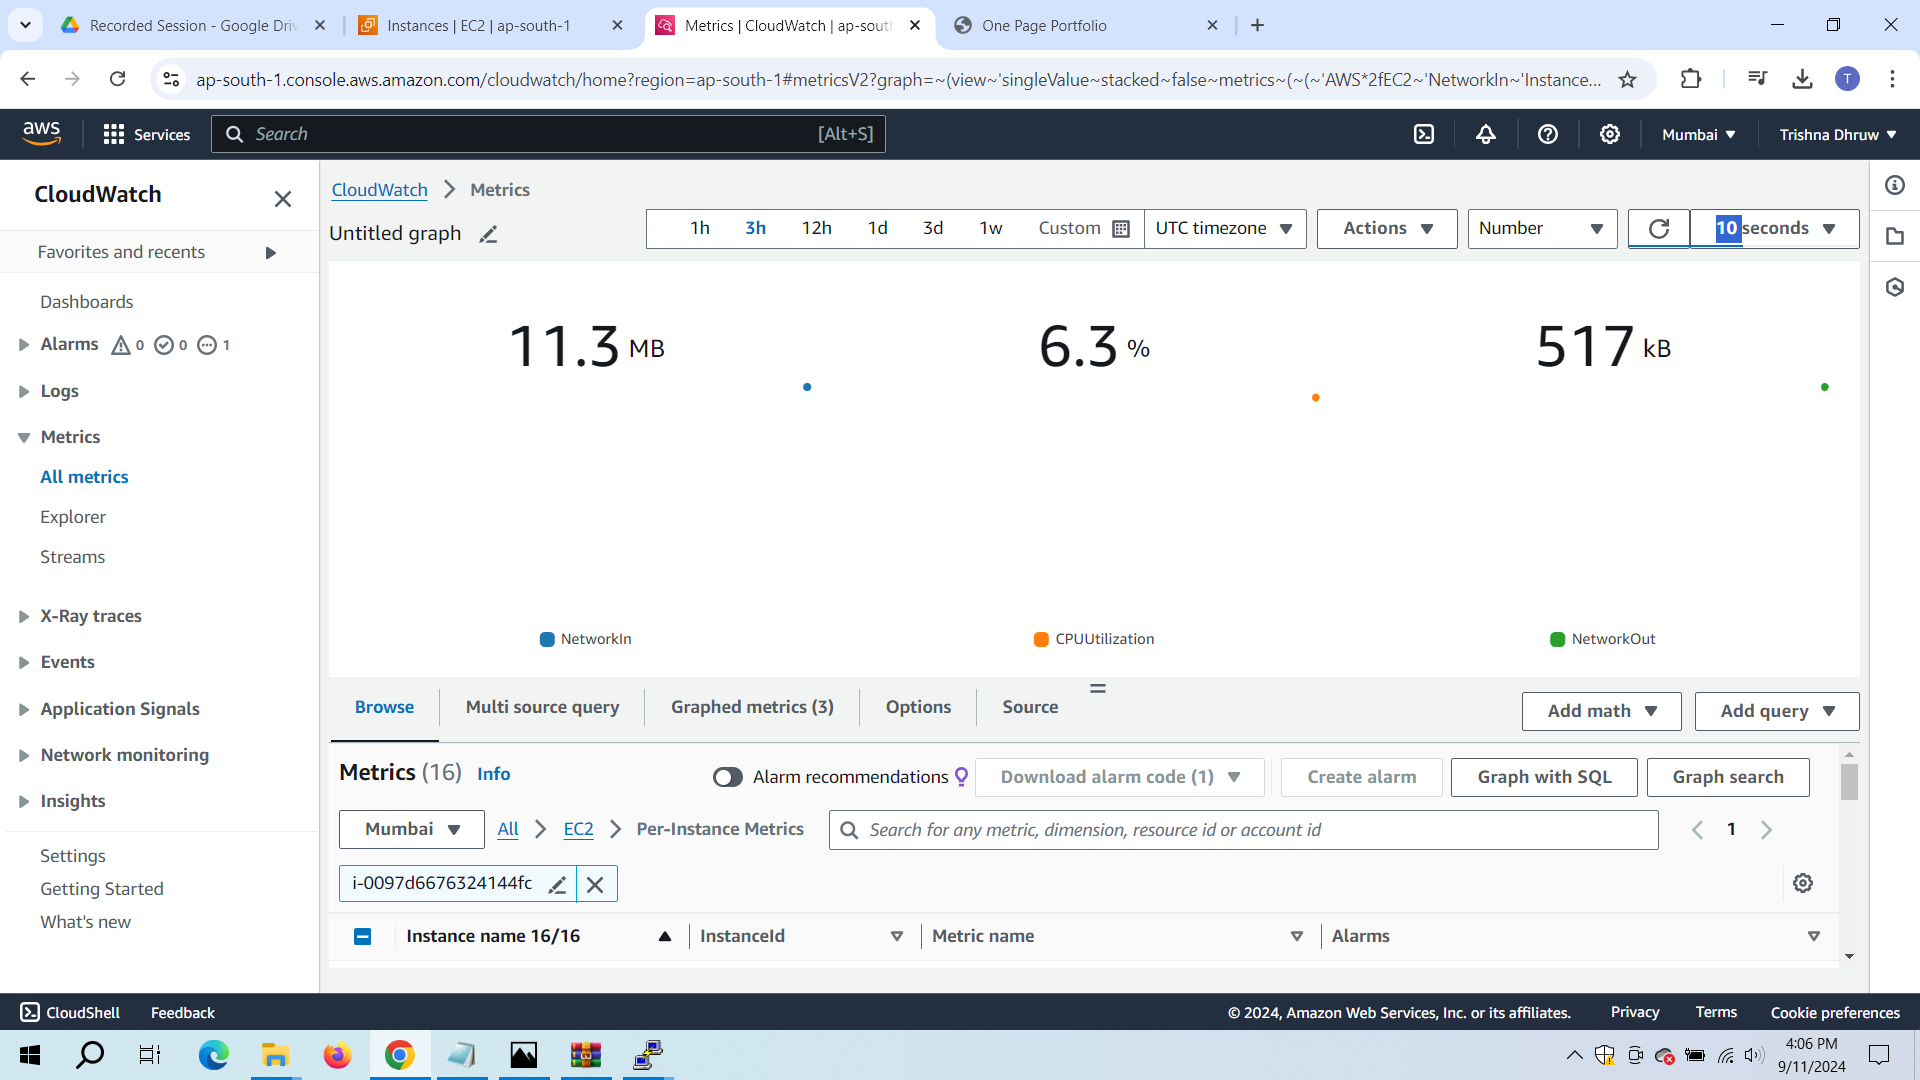 Recorded Session - Google Driv
Instances | EC2 | ap-south-1
Metrics | CloudWatch | ap-sout
One Page Portfolio
ap-south-1.console.aws.amazon.com/cloudwatch/home?region=ap-south-1#metricsV2?graph=~(view~'singleValue~stacked~false~metrics~(~(~'AWS*2fEC2~'NetworkIn~'Instance...
T
aws
Services
Search
[Alt+S]
Mumbai
Trishna Dhruw
CloudWatch
Favorites and recents
Dashboards
Alarms 0 0 1
Logs
Metrics
All metrics
Explorer
Streams
X-Ray traces
Events
Application Signals
Network monitoring
Insights
Settings
Getting Started
What's new
CloudWatch Metrics
Untitled graph
1h 3h 12h 1d 3d 1w Custom UTC timezone Actions Number 10 seconds
11.3 MB
6.3 %
517 kB
NetworkIn
CPUUtilization
NetworkOut
Browse Multi source query Graphed metrics (3) Options Source
Add math Add query
Metrics (16) Info
Alarm recommendations
Download alarm code (1)
Create alarm
Graph with SQL
Graph search
Mumbai All EC2 Per-Instance Metrics
Search for any metric, dimension, resource id or account id
1
i-0097d6676324144fc
Instance name 16/16 InstanceId Metric name Alarms
CloudShell Feedback
© 2024, Amazon Web Services, Inc. or its affiliates. Privacy Terms Cookie preferences
4:06 PM
9/11/2024